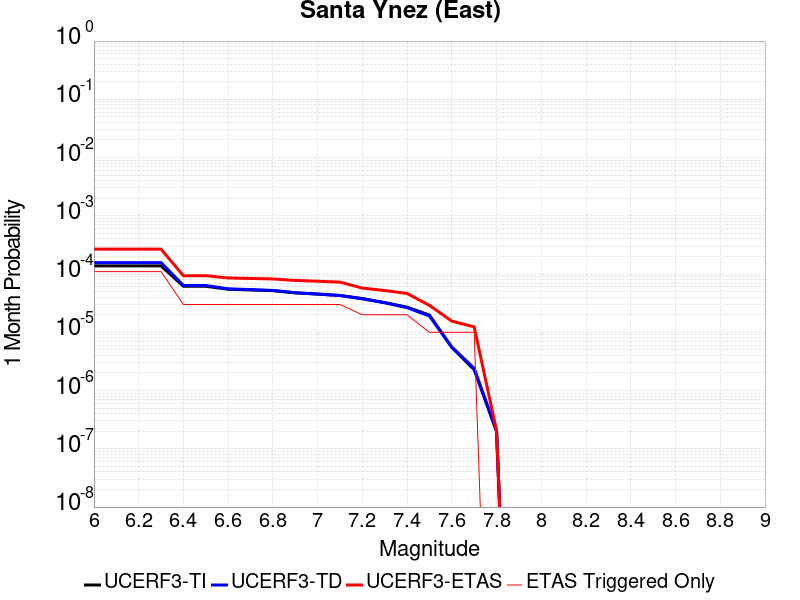 Santa Ynez (East)
10^0
10^-1
10^-2
10^-3
10^-4
10^-5
10^-6
10^-7
10^-8
1 Month Probability
6 6.2 6.4 6.6 6.8 7 7.2 7.4 7.6 7.8 8 8.2 8.4 8.6 8.8 9
Magnitude
UCERF3-TI UCERF3-TD UCERF3-ETAS ETAS Triggered Only